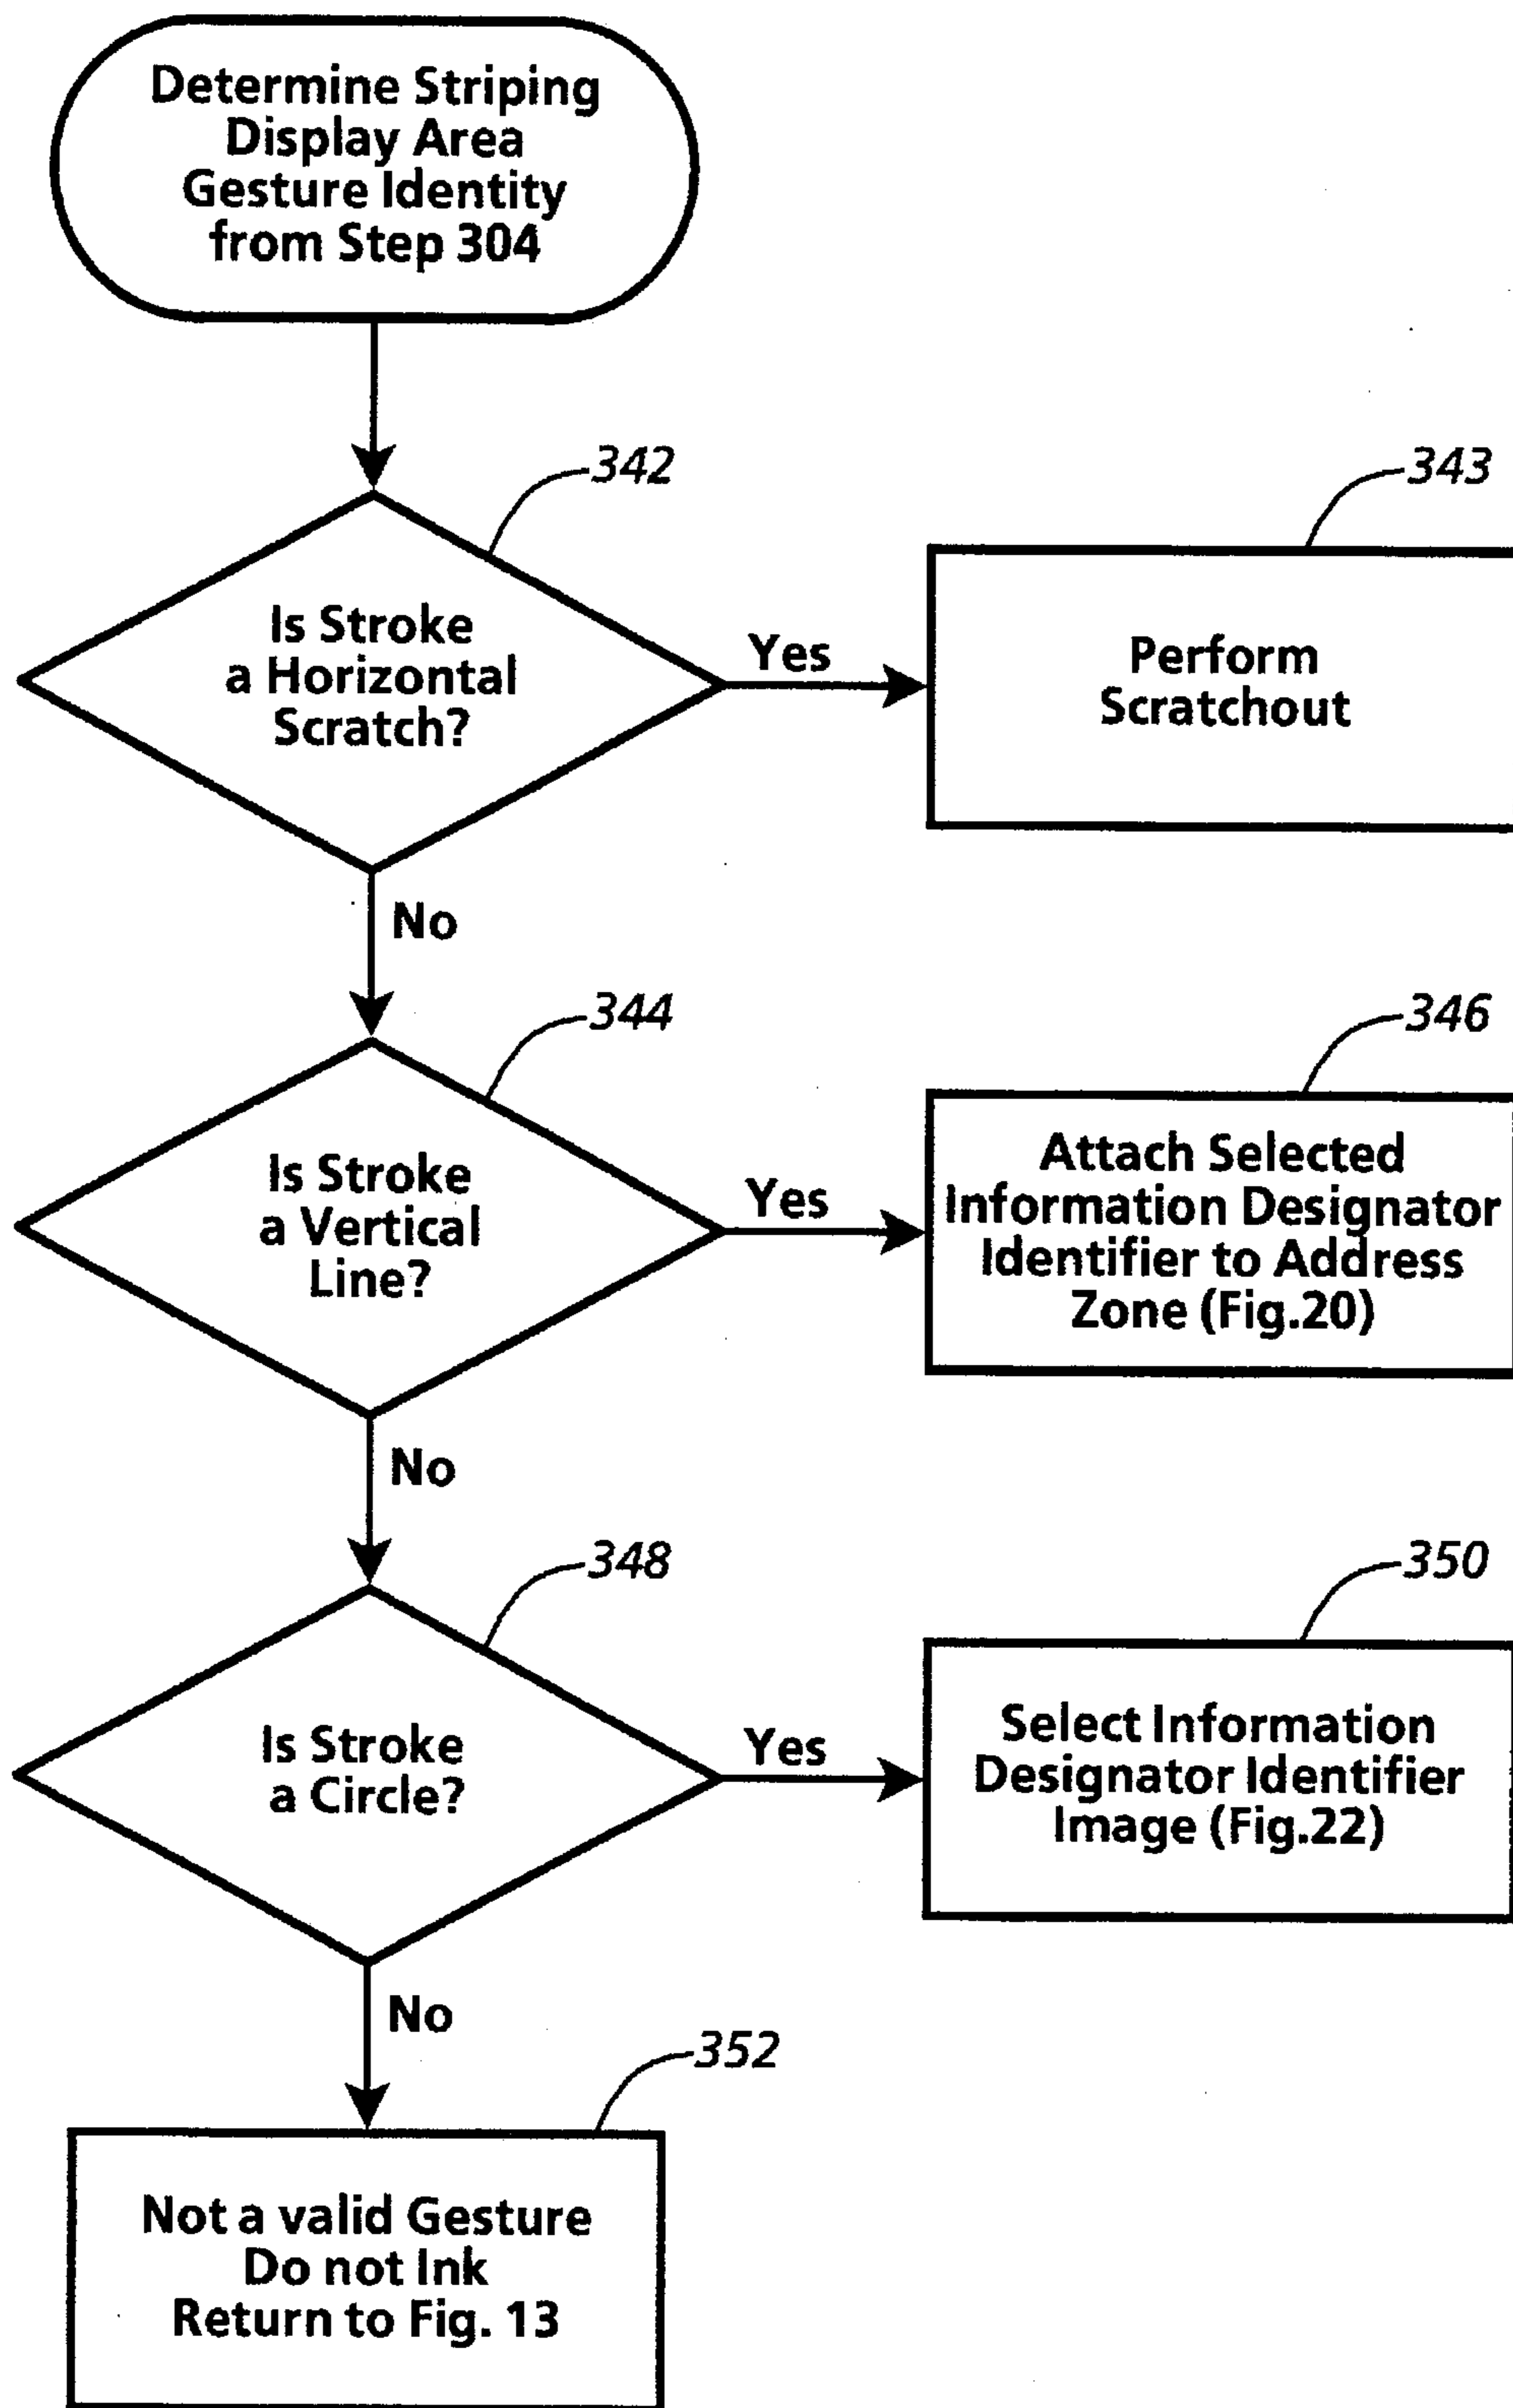 Determine Striping
Display Area
Gesture Identity
from Step 304
342
343
Is Stroke
a Horizontal
Scratch?
Yes
Perform
Scratchout
No
344
346
Is Stroke
a Vertical
Line?
Yes
Attach Selected
Information Designator
Identifier to Address
Zone (Fig.20)
No
348
350
Is Stroke
a Circle?
Yes
Select Information
Designator Identifier
Image (Fig.22)
No
352
Not a valid Gesture
Do not Ink
Return to Fig. 13